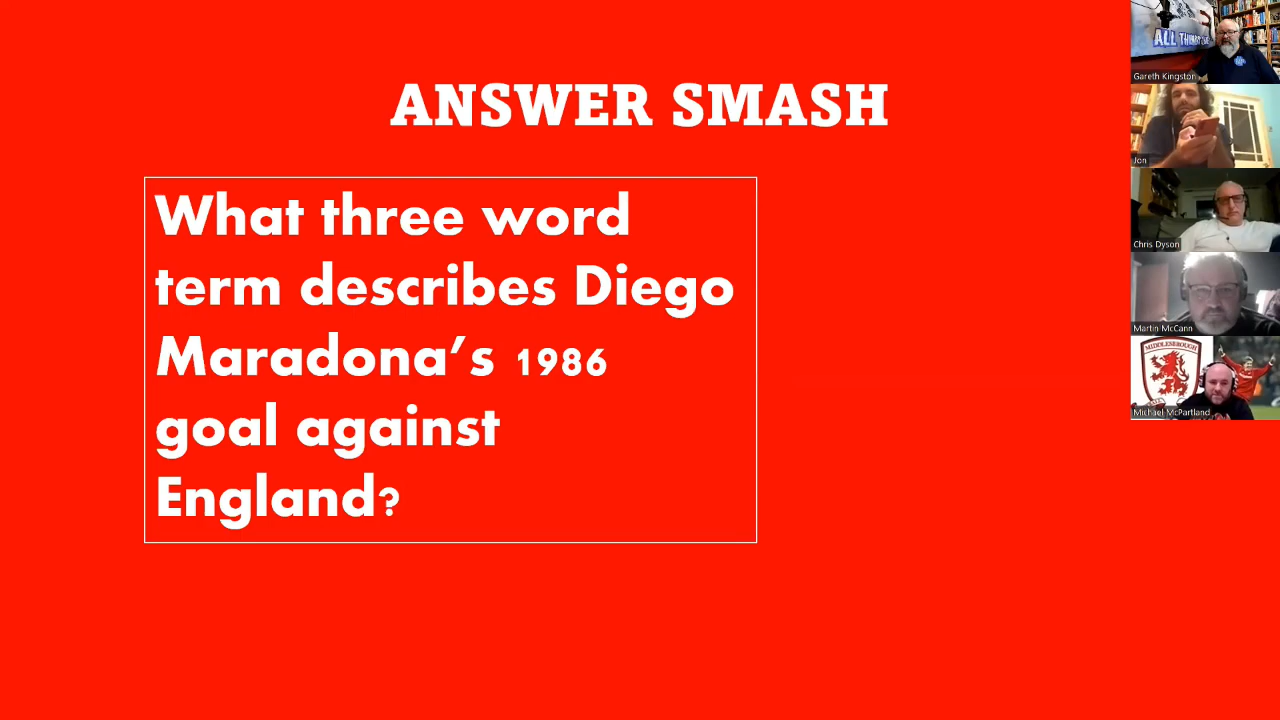 ANSWER SMASH
What three word
term describes Diego
Maradona’s 1986
goal against
England?
Gareth Kingston
Jon
Chris Dyson
Martin McCann
MIDDLESBROUGH
Michael McPartland